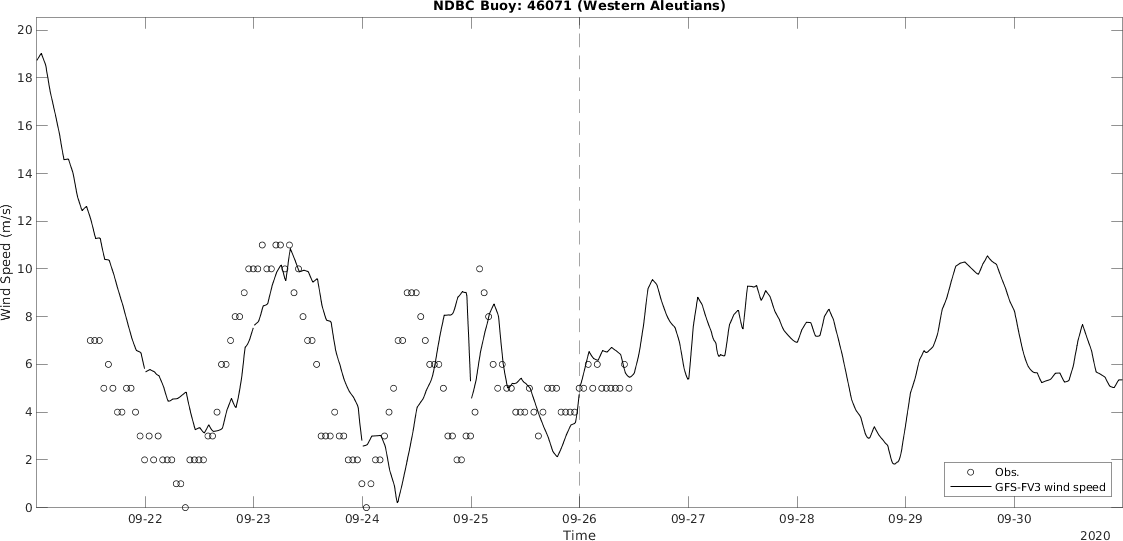 NDBC Buoy: 46071 (Western Aleutians)
20
18
16
14
12
10
8
6
4
2
0
Wind Speed (m/s)
09-22 09-23 09-24 09-25 09-26 09-27 09-28 09-29 09-30
Time
2020
Obs.
GFS-FV3 wind speed